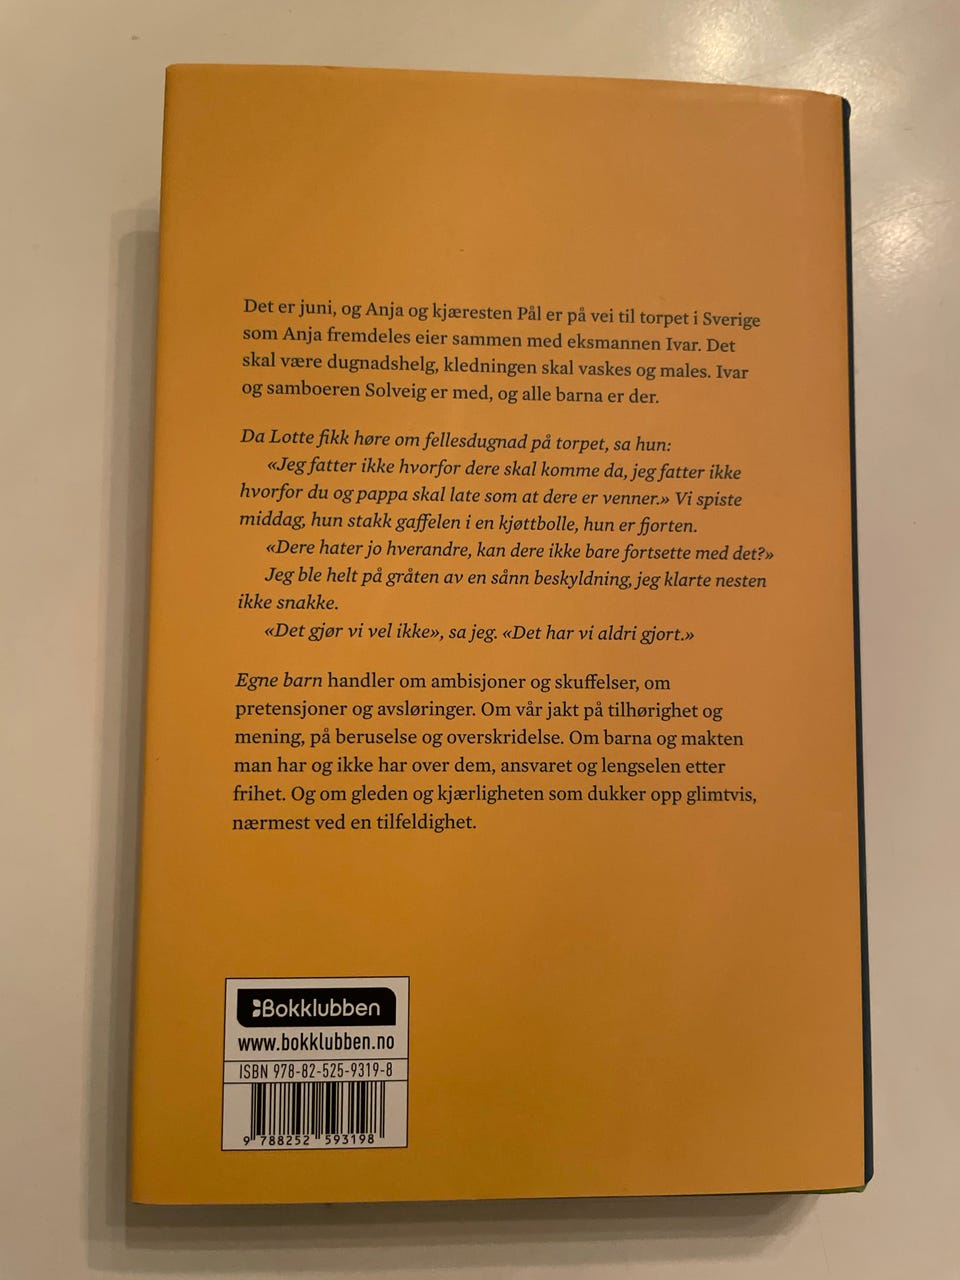 Det er juni, og Anja og kjæresten Pål er på vei til torpet i Sverige
som Anja fremdeles eier sammen med eksmannen Ivar. Det
skal være dugnadshelg, kledningen skal vaskes og males. Ivar
og samboeren Solveig er med, og alle barna er der.
Da Lotte fikk høre om fellesdugnad på torpet, sa hun:
«Jeg fatter ikke hvorfor dere skal komme da, jeg fatter ikke
hvorfor du og pappa skal late som at dere er venner.» Vi spiste
middag, hun stakk gaffelen i en kjøttbolle, hun er fjorten.
«Dere hater jo hverandre, kan dere ikke bare fortsette med det?»
Jeg ble helt på gråten av en sånn beskyldning, jeg klarte nesten
ikke snakke.
«Det gjør vi vel ikke», sa jeg. «Det har vi aldri gjort.»
Egne barn handler om ambisjoner og skuffelser, om
pretensjoner og avsløringer. Om vår jakt på tilhørighet og
mening, på beruselse og overskridelse. Om barna og makten
man har og ikke har over dem, ansvaret og lengselen etter
frihet. Og om gleden og kjærligheten som dukker opp glimtvis,
nærmest ved en tilfeldighet.
Bokklubben
www.bokklubben.no
ISBN 978-82-525-9319-8
9 788252 593198